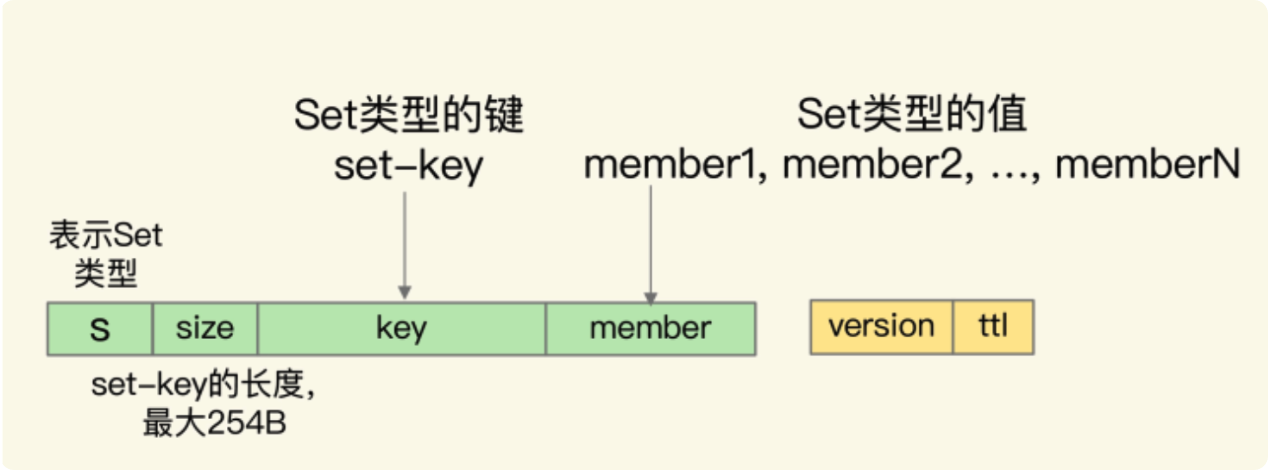 Set类型的键
set-key
Set类型的值
member1, member2, ..., memberN
表示Set
类型
s size key member
version ttl
set-key的长度,
最大254B